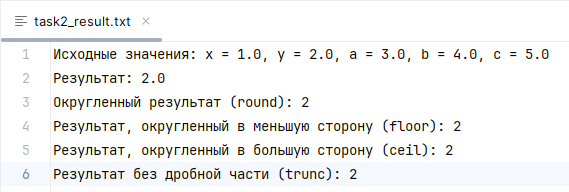 task2_result.txt
1 Исходные значения: x = 1.0, y = 2.0, a = 3.0, b = 4.0, c = 5.0
2 Результат: 2.0
3 Округленный результат (round): 2
4 Результат, округленный в меньшую сторону (floor): 2
5 Результат, округленный в большую сторону (ceil): 2
6 Результат без дробной части (trunc): 2